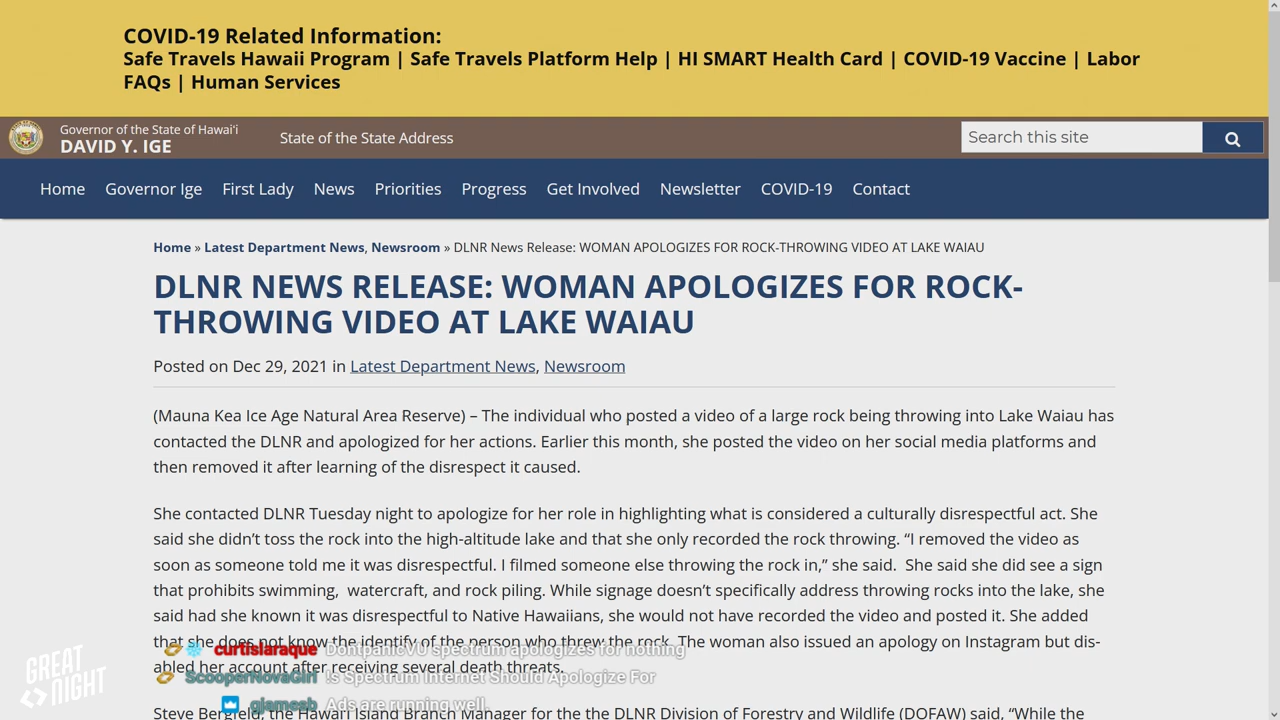 COVID-19 Related Information:
Safe Travels Hawaii Program | Safe Travels Platform Help | HI SMART Health Card | COVID-19 Vaccine | Labor
FAQs | Human Services
Governor of the State of Hawai'i
DAVID Y. IGE
State of the State Address
Search this site
Home Governor Ige First Lady News Priorities Progress Get Involved Newsletter COVID-19 Contact
Home » Latest Department News, Newsroom » DLNR News Release: WOMAN APOLOGIZES FOR ROCK-THROWING VIDEO AT LAKE WAIAU
DLNR NEWS RELEASE: WOMAN APOLOGIZES FOR ROCK-
THROWING VIDEO AT LAKE WAIAU
Posted on Dec 29, 2021 in Latest Department News, Newsroom
(Mauna Kea Ice Age Natural Area Reserve) – The individual who posted a video of a large rock being throwing into Lake Waiau has
contacted the DLNR and apologized for her actions. Earlier this month, she posted the video on her social media platforms and
then removed it after learning of the disrespect it caused.
She contacted DLNR Tuesday night to apologize for her role in highlighting what is considered a culturally disrespectful act. She
said she didn't toss the rock into the high-altitude lake and that she only recorded the rock throwing. “I removed the video as
soon as someone told me it was disrespectful. I filmed someone else throwing the rock in,” she said. She said she did see a sign
that prohibits swimming, watercraft, and rock piling. While signage doesn't specifically address throwing rocks into the lake, she
said had she known it was disrespectful to Native Hawaiians, she would not have recorded the video and posted it. She added
that she does not know the identify of the person who threw the rock. The woman also issued an apology on Instagram but dis-
curtislaraque DontpanicVU spectrum apologizes for nothing
abled her account after receiving several death threats.
ScooperNovaGirl !S Spectrum Internet Should Apologize For
gjamesb Ads are running well.
Steve Bergfeld, the Hawai‘i Island Branch Manager for the the DLNR Division of Forestry and Wildlife (DOFAW) said, “While the
GREAT
NIGHT